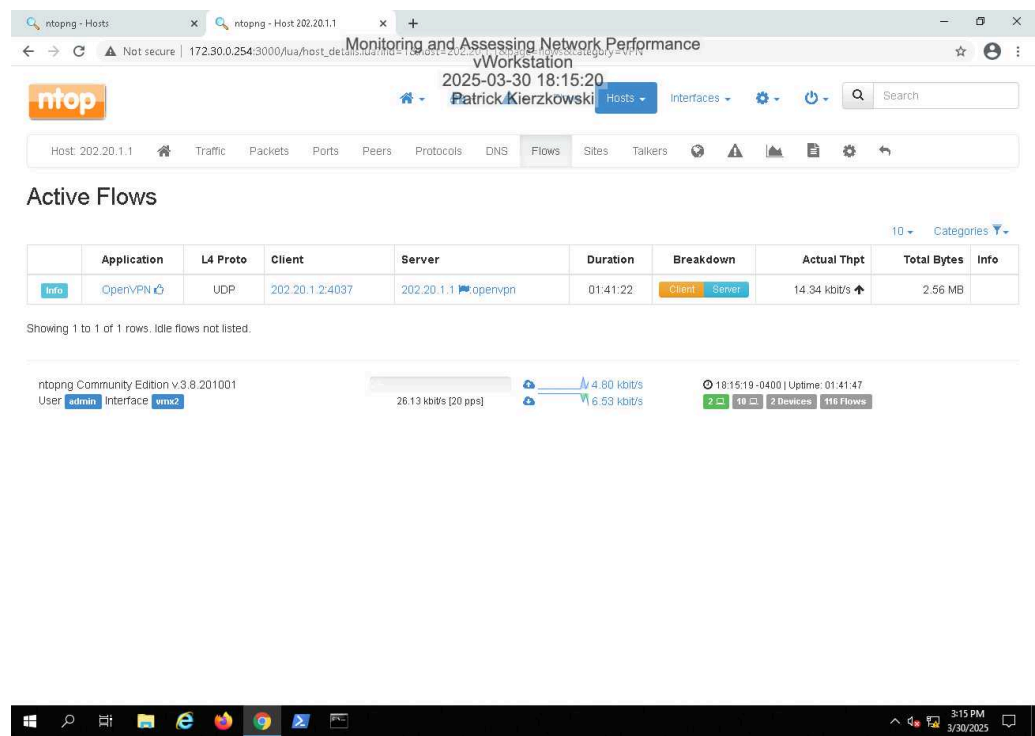 ntopng - Hosts
ntopng - Host 202.20.1.1
Not secure
172.30.0.254:3000/lua/host_details.lua?ifid=
Monitoring and Assessing Network Performance
vWorkstation
2025-03-30 18:15:20
Patrick Kierzkowski
ntop
Hosts
Interfaces
Search
Host: 202.20.1.1 Traffic Packets Ports Peers Protocols DNS Flows Sites Talkers
Active Flows
10 Categories
Application L4 Proto Client Server Duration Breakdown Actual Thpt Total Bytes Info
Info OpenVPN UDP 202.20.1.2:4037 202.20.1.1 :openvpn 01:41:22 Client Server 14.34 kbit/s 2.56 MB
Showing 1 to 1 of 1 rows. Idle flows not listed.
ntopng Community Edition v.3.8.201001 4.80 kbit/s 18:15:19 -0400 | Uptime: 01:41:47
User admin Interface vmx2 26.13 kbit/s [20 pps] 6.53 kbit/s 2 10 2 Devices 116 Flows
3:15 PM
3/30/2025